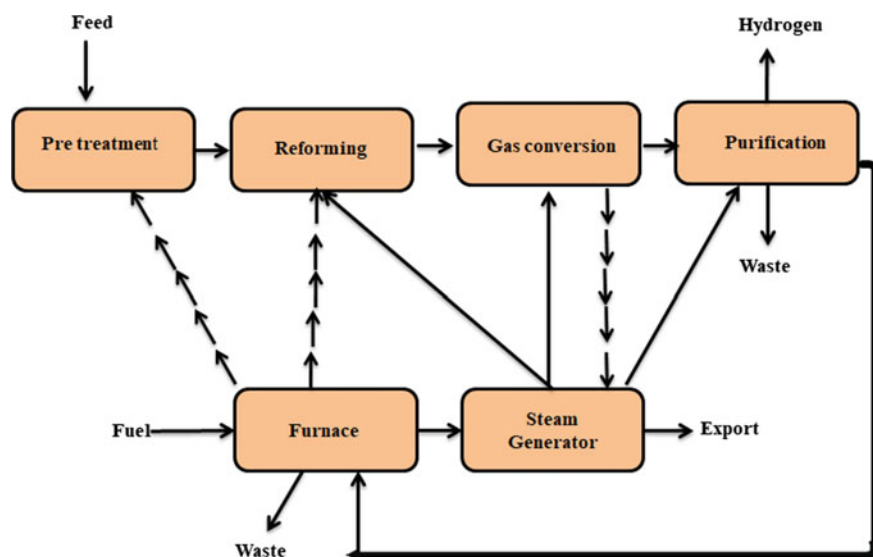 Feed
Hydrogen
Pre treatment
Reforming
Gas conversion
Purification
Waste
Fuel
Furnace
Steam
Generator
Export
Waste